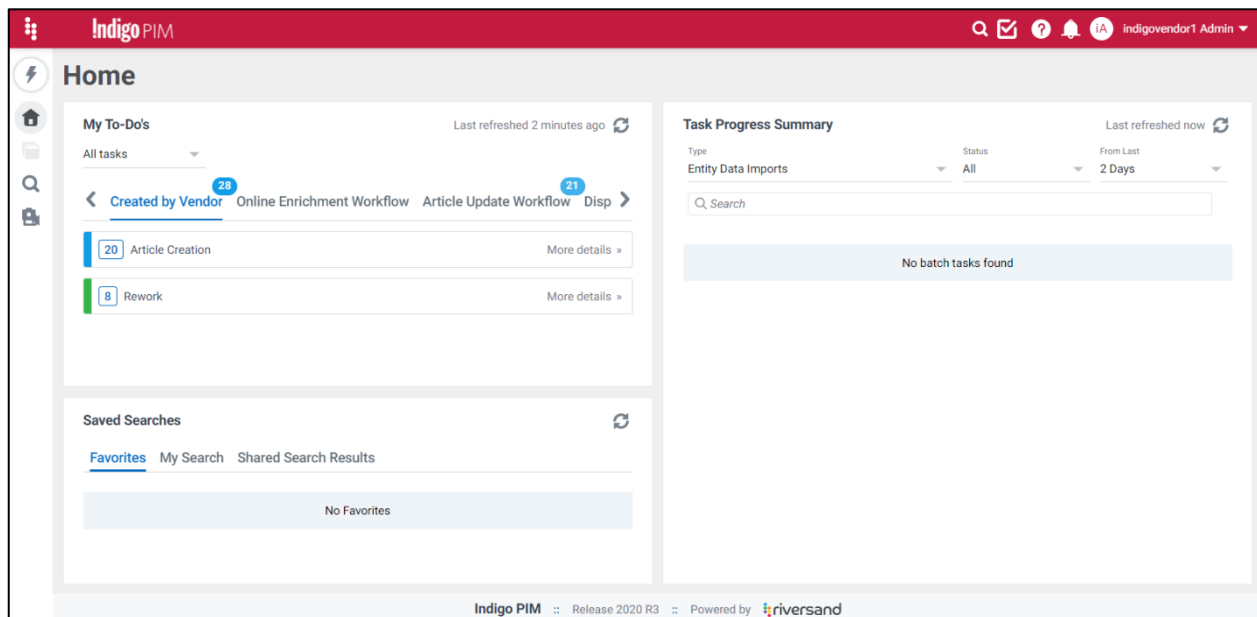 Indigo PIM
iA
indigovendor1 Admin
Home
My To-Do's
Last refreshed 2 minutes ago
All tasks
28
21
Created by Vendor
Online Enrichment Workflow
Article Update Workflow
Disp
20 Article Creation
More details »
8 Rework
More details »
Saved Searches
Favorites
My Search
Shared Search Results
No Favorites
Task Progress Summary
Last refreshed now
Type
Status
From Last
Entity Data Imports
All
2 Days
Search
No batch tasks found
Indigo PIM :: Release 2020 R3 :: Powered by riversand